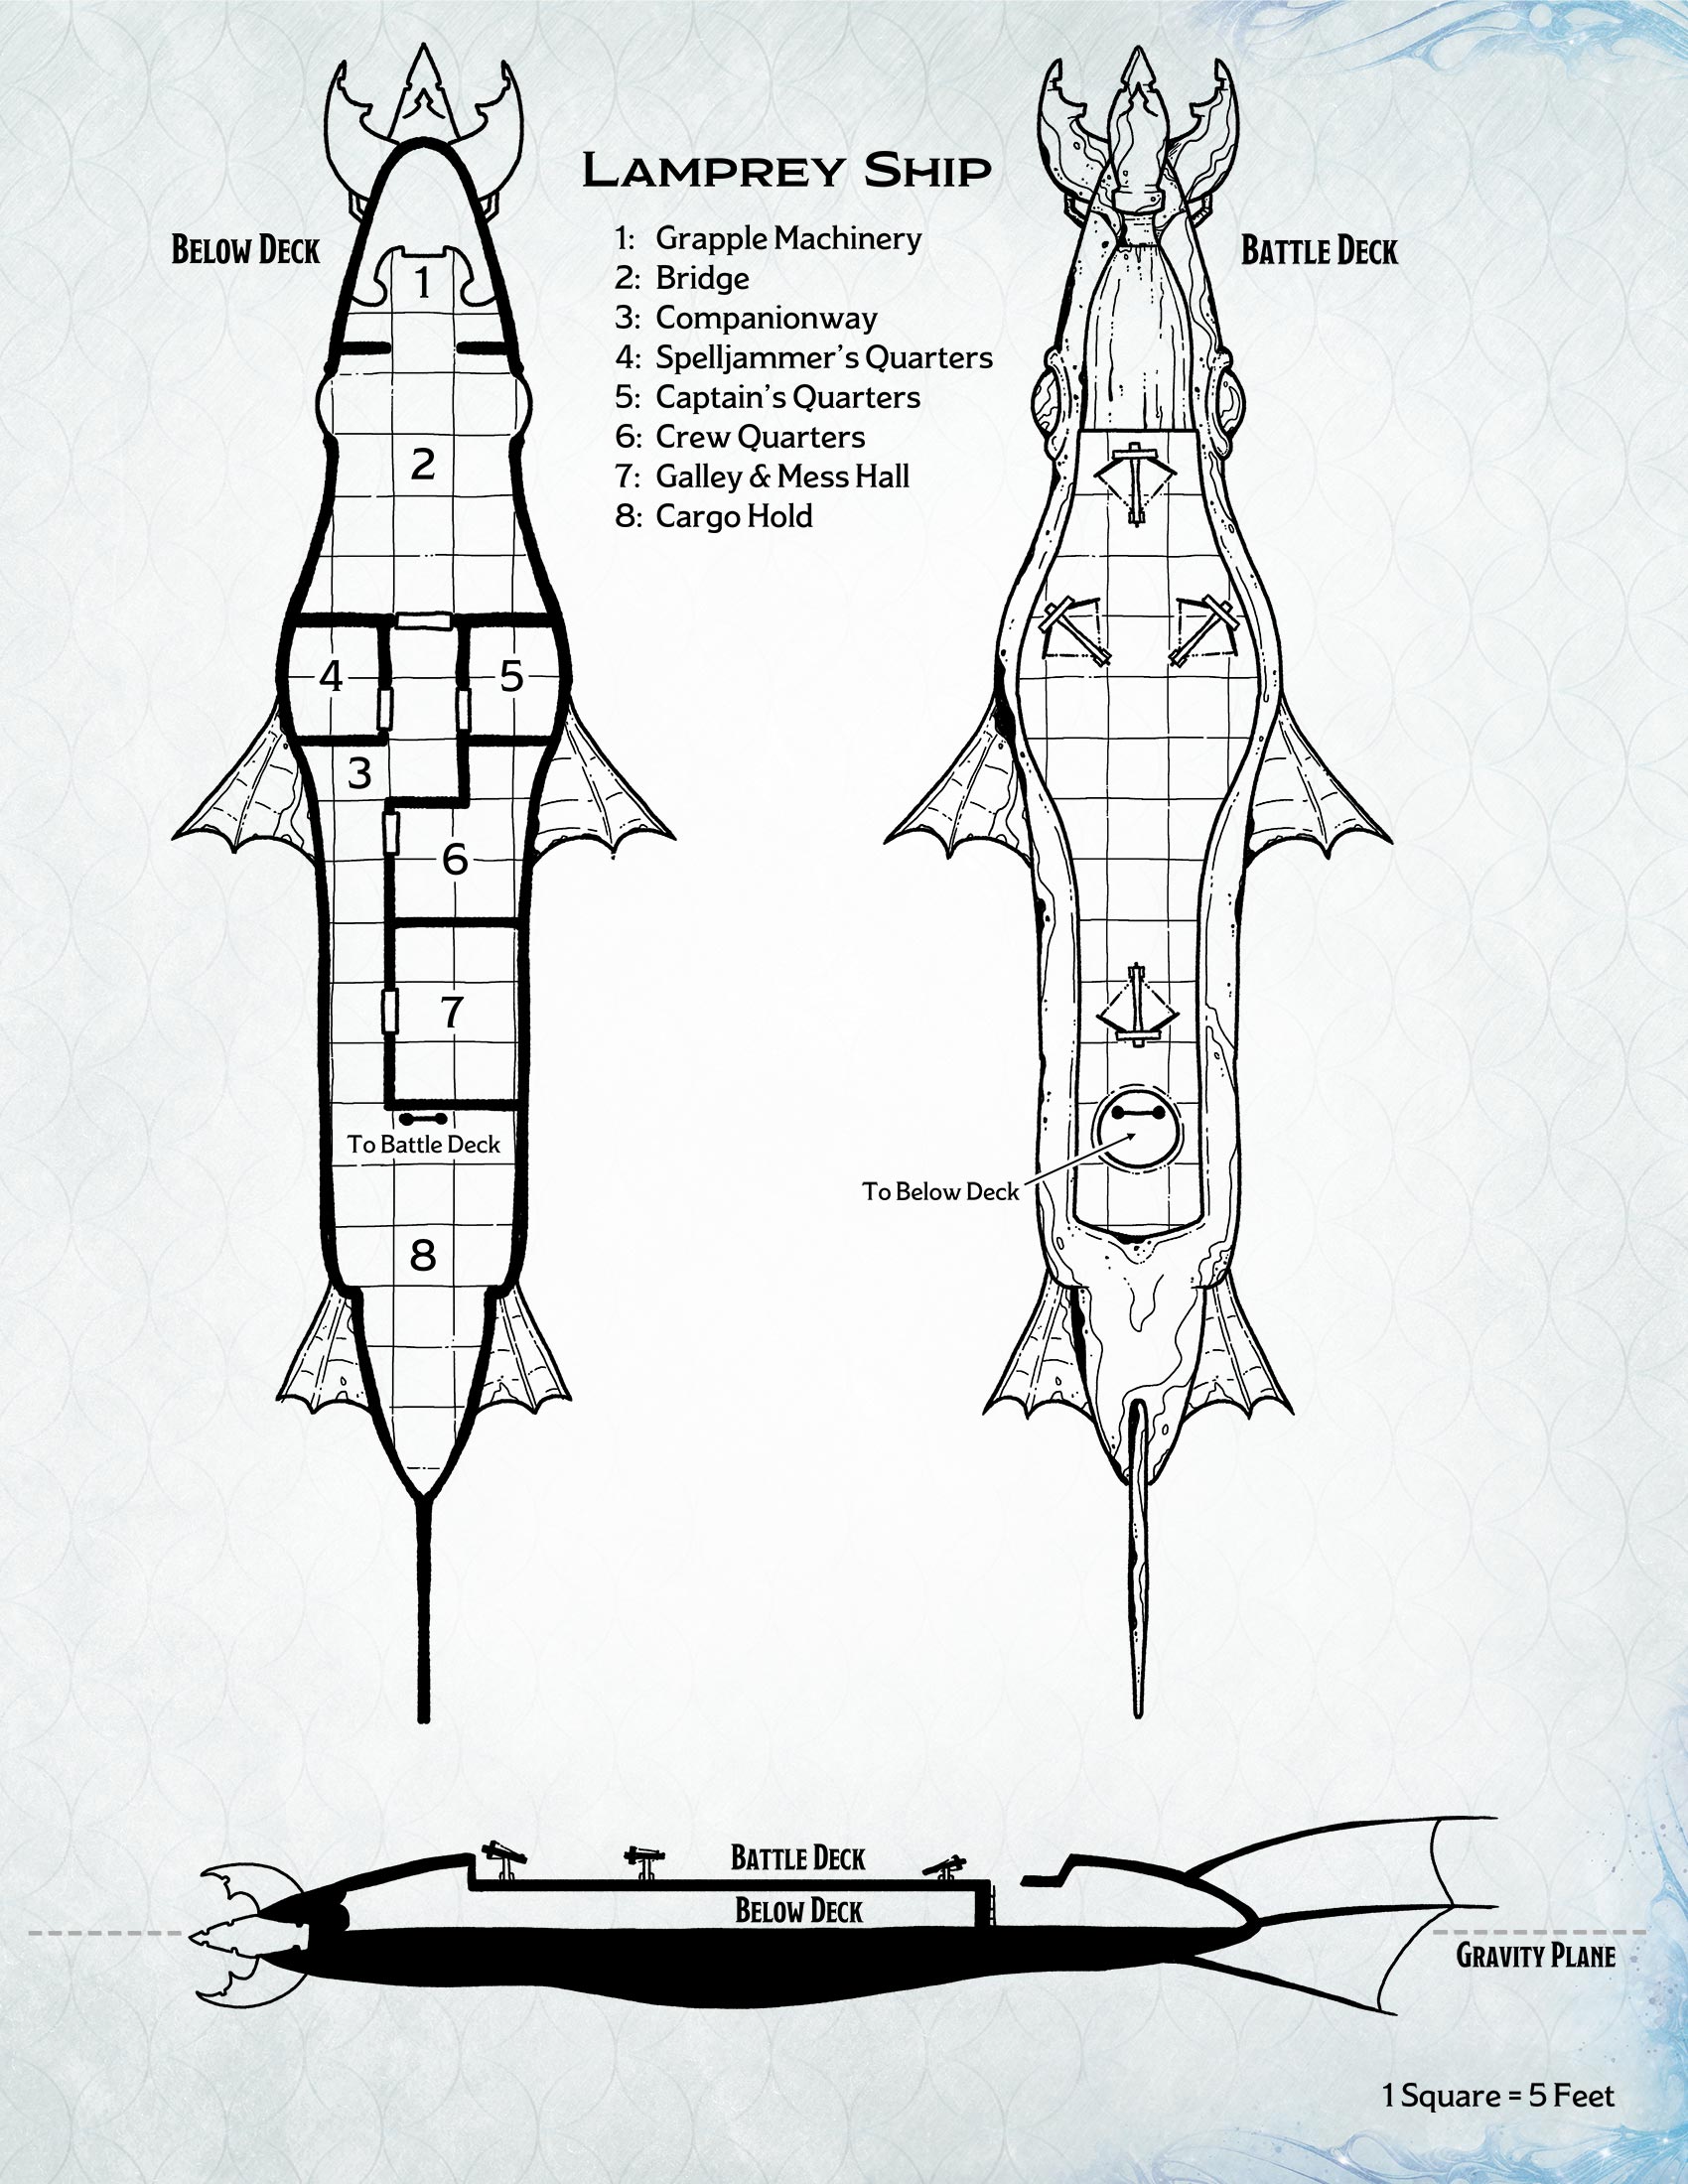 Lamprey Ship
Below Deck
Battle Deck
1: Grapple Machinery
2: Bridge
3: Companionway
4: Spelljammer's Quarters
5: Captain's Quarters
6: Crew Quarters
7: Galley & Mess Hall
8: Cargo Hold
1
2
4
5
3
6
7
To Battle Deck
8
To Below Deck
Battle Deck
Below Deck
Gravity Plane
1 Square = 5 Feet